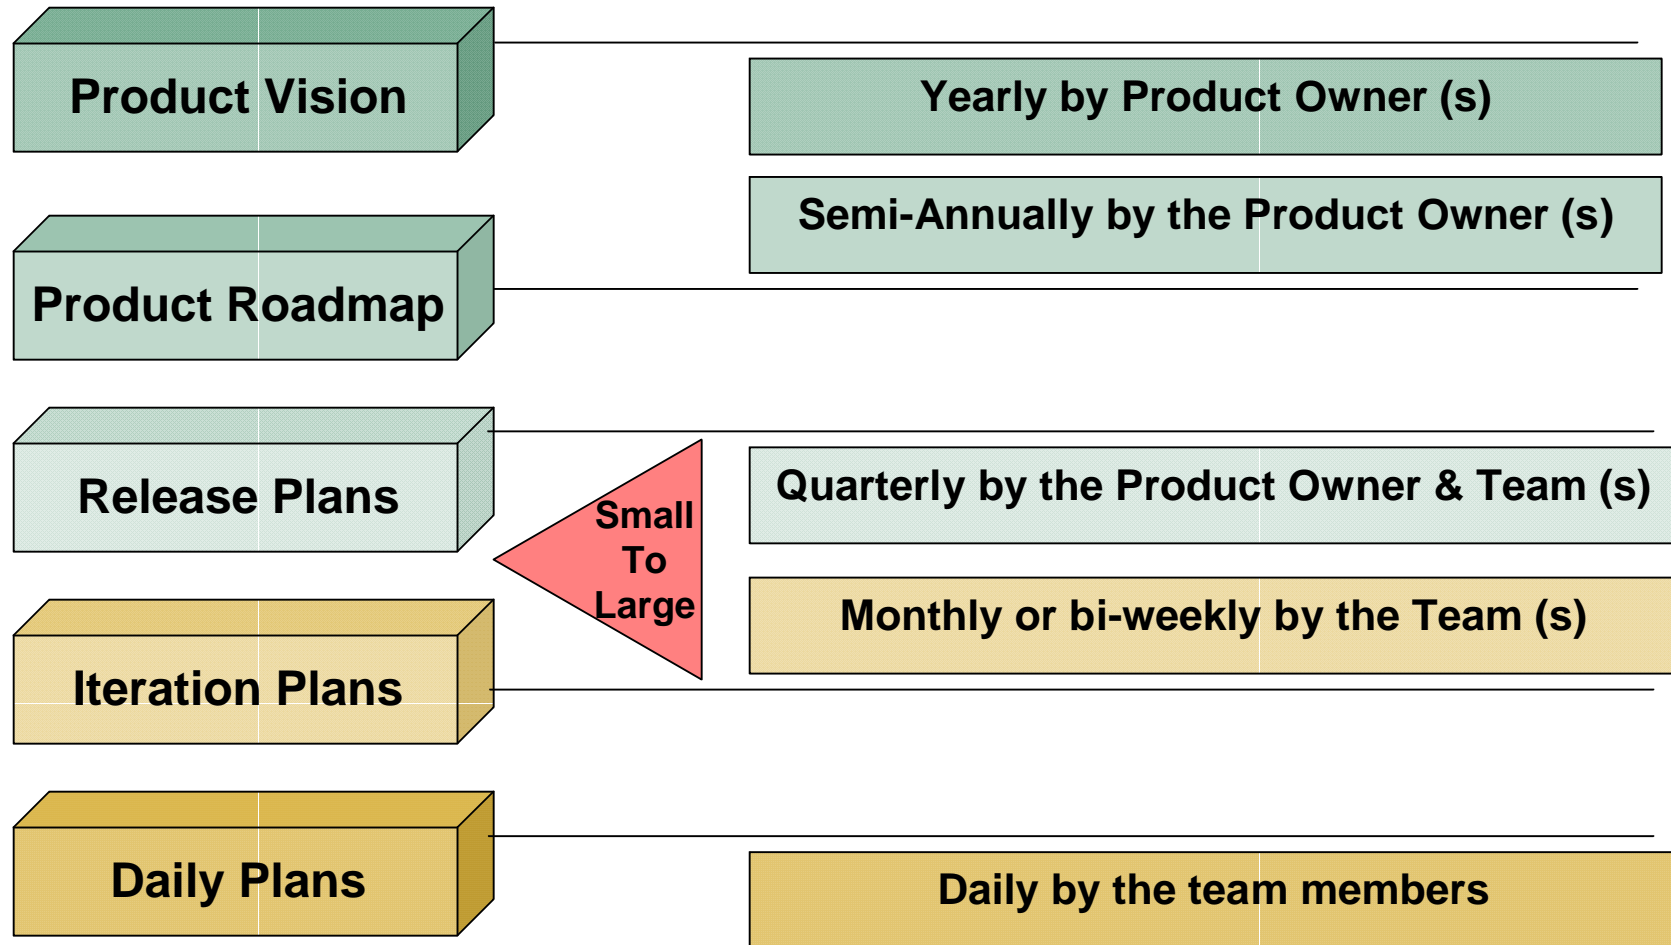 Product Vision
Yearly by Product Owner (s)
Semi-Annually by the Product Owner (s)
Product Roadmap
Release Plans
Quarterly by the Product Owner & Team (s)
Small
To
Large
Monthly or bi-weekly by the Team (s)
Iteration Plans
Daily Plans
Daily by the team members